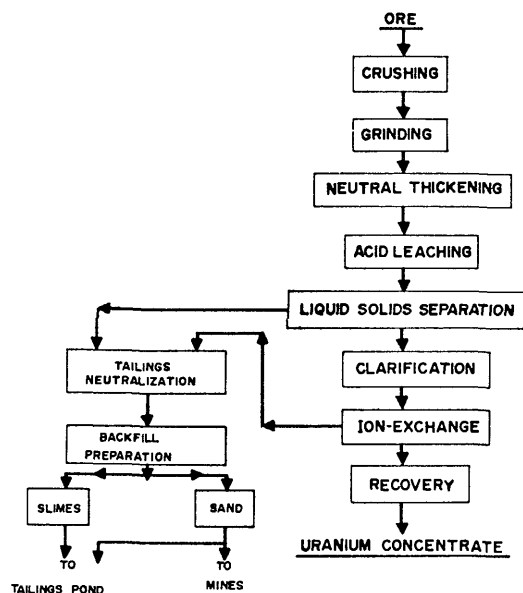 ORE
CRUSHING
GRINDING
NEUTRAL THICKENING
ACID LEACHING
LIQUID SOLIDS SEPARATION
TAILINGS
NEUTRALIZATION
CLARIFICATION
BACKFILL
PREPARATION
ION-EXCHANGE
RECOVERY
SLIMES
SAND
URANIUM CONCENTRATE
TO
TAILINGS POND
TO
MINES